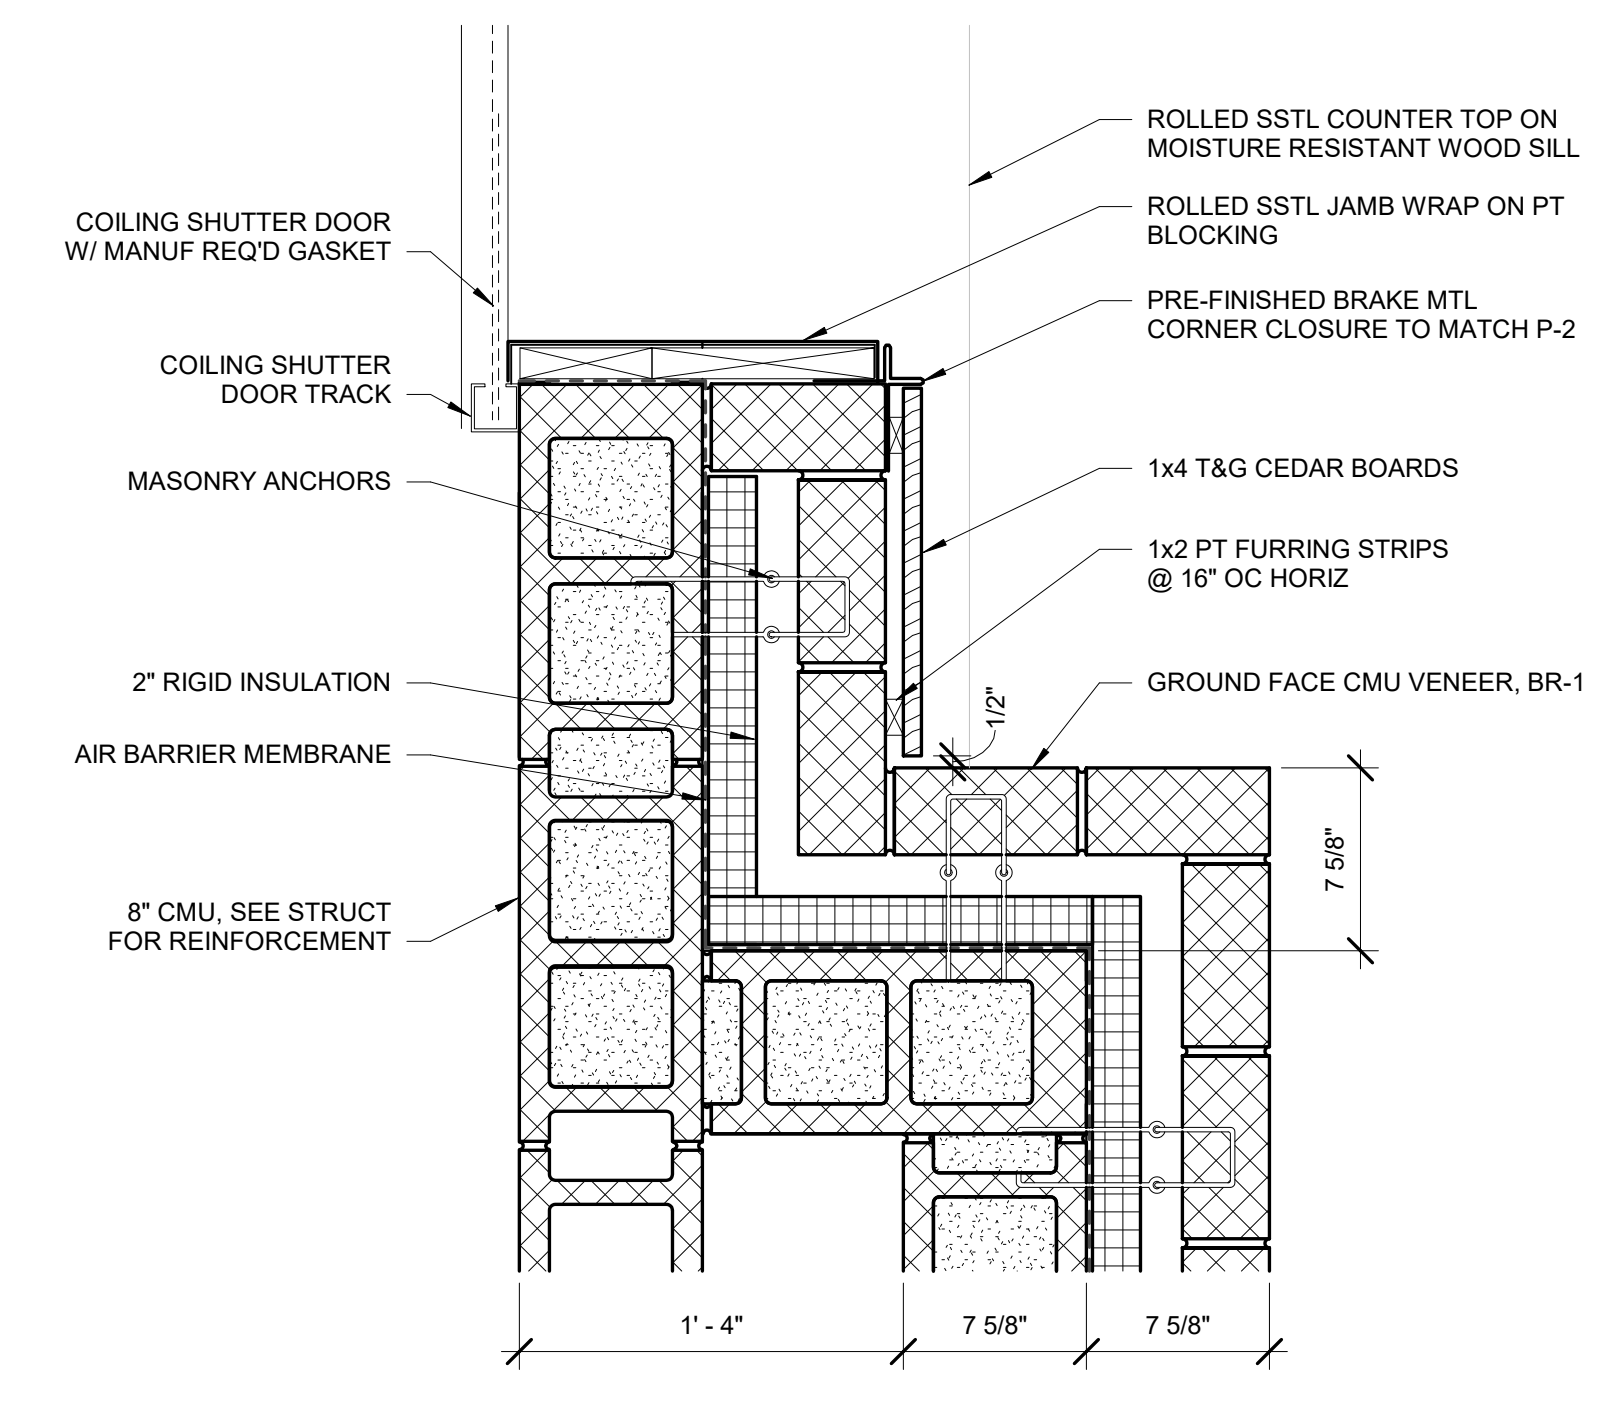 ROLLED SSTL COUNTER TOP ON
MOISTURE RESISTANT WOOD SILL
ROLLED SSTL JAMB WRAP ON PT
BLOCKING
PRE-FINISHED BRAKE MTL
CORNER CLOSURE TO MATCH P-2
1x4 T&G CEDAR BOARDS
1x2 PT FURRING STRIPS
@ 16" OC HORIZ
GROUND FACE CMU VENEER, BR-1
COILING SHUTTER DOOR
W/ MANUF REQ'D GASKET
COILING SHUTTER
DOOR TRACK
MASONRY ANCHORS
2" RIGID INSULATION
AIR BARRIER MEMBRANE
8" CMU, SEE STRUCT
FOR REINFORCEMENT
1/2"
7 5/8"
1' - 4"
7 5/8"
7 5/8"